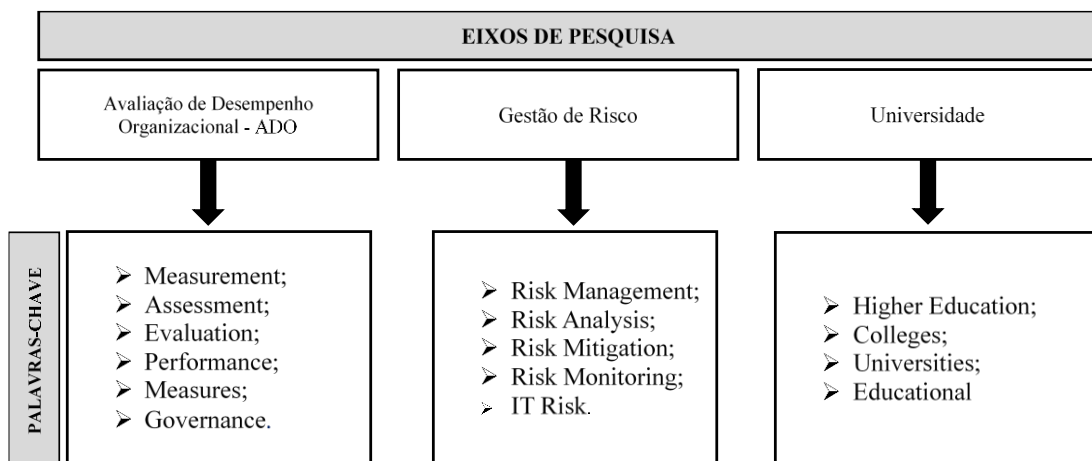 EIXOS DE PESQUISA
Avaliação de Desempenho
Organizacional - ADO
Gestão de Risco
Universidade
PALAVRAS-CHAVE
➢ Measurement;
➢ Assessment;
➢ Evaluation;
➢ Performance;
➢ Measures;
➢ Governance.
➢ Risk Management;
➢ Risk Analysis;
➢ Risk Mitigation;
➢ Risk Monitoring;
➢ IT Risk.
➢ Higher Education;
➢ Colleges;
➢ Universities;
➢ Educational